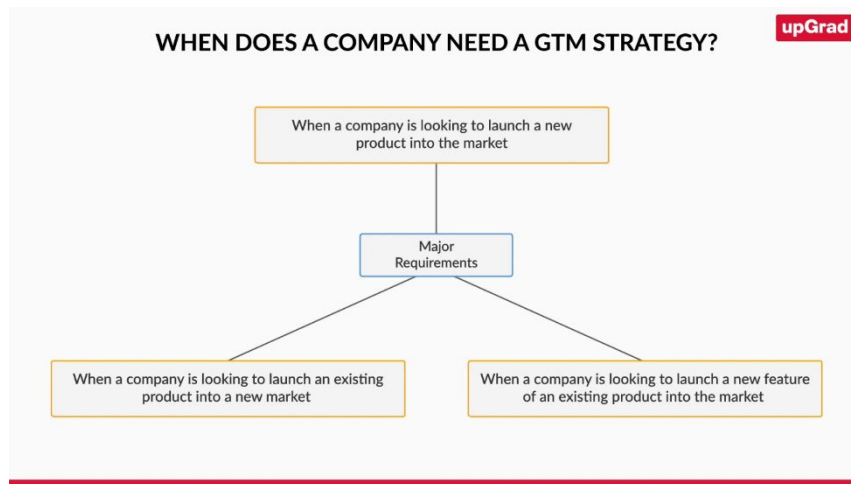 upGrad
WHEN DOES A COMPANY NEED A GTM STRATEGY?
When a company is looking to launch a new
product into the market
Major
Requirements
When a company is looking to launch an existing
product into a new market
When a company is looking to launch a new feature
of an existing product into the market